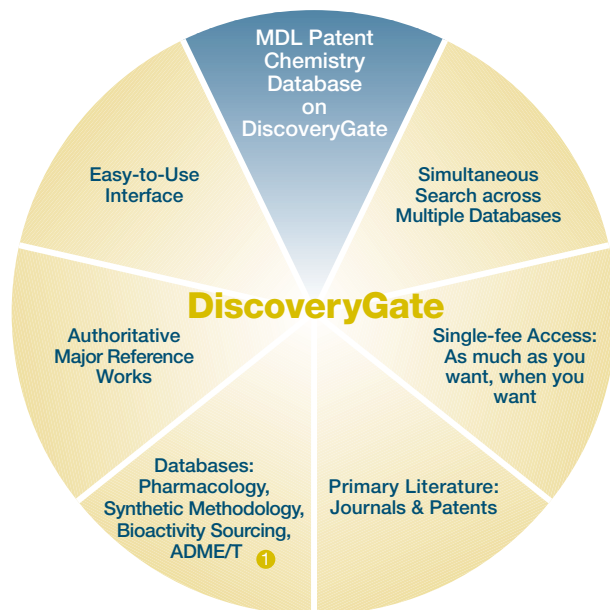 MDL Patent
Chemistry
Database
on
DiscoveryGate
Simultaneous
Search across
Multiple Databases
Single-fee Access:
As much as you
want, when you
want
Primary Literature:
Journals & Patents
Databases:
Pharmacology,
Synthetic Methodology,
Bioactivity Sourcing,
ADME/T 1
Authoritative
Major Reference
Works
Easy-to-Use
Interface
DiscoveryGate